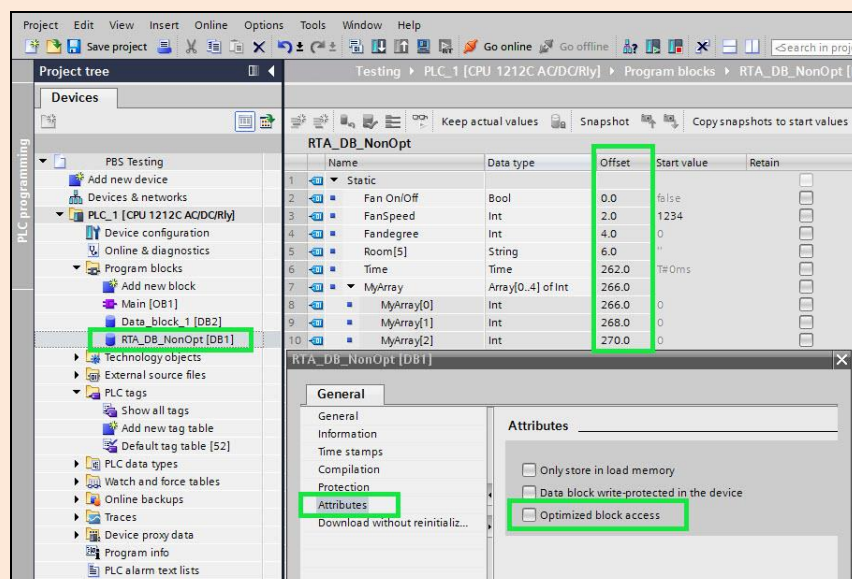 Project Edit View Insert Online Options Tools Window Help
Save project Go online Go offline <Search in proj
Project tree
Testing PLC_1 [CPU 1212C AC/DC/Rly] Program blocks RTA_DB_NonOpt [
Devices
Keep actual values Snapshot Copy snapshots to start values
PLC programming
RTA_DB_NonOpt
Name Data type Offset Start value Retain
1 Static
2 Fan On/Off Bool 0.0 false
3 FanSpeed Int 2.0 1234
4 Fandegree Int 4.0 0
5 Room[5] String 6.0 ''
6 Time Time 262.0 T#0ms
7 MyArray Array[0..4] of Int 266.0
8 MyArray[0] Int 266.0 0
9 MyArray[1] Int 268.0 0
10 MyArray[2] Int 270.0 0
PBS Testing
Add new device
Devices & networks
PLC_1 [CPU 1212C AC/DC/Rly]
Device configuration
Online & diagnostics
Program blocks
Add new block
Main [OB1]
Data_block_1 [DB2]
RTA_DB_NonOpt [DB1]
Technology objects
External source files
PLC tags
Show all tags
Add new tag table
Default tag table [52]
PLC data types
Watch and force tables
Online backups
Traces
Device proxy data
Program info
PLC alarm text lists
RTA_DB_NonOpt [DB1]
General
General
Information
Time stamps
Compilation
Protection
Attributes
Download without reinitializ...
Attributes
Only store in load memory
Data block write-protected in the device
Optimized block access